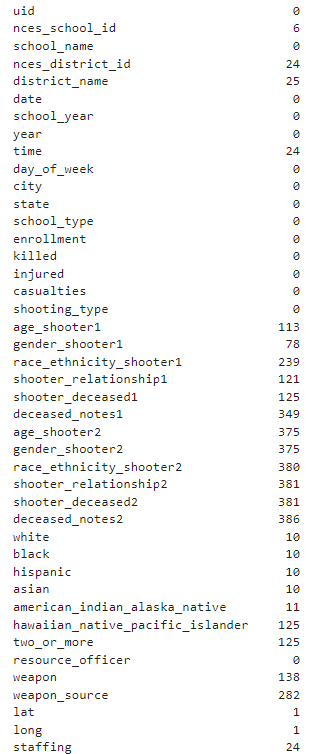 uid 0
nces_school_id 6
school_name 0
nces_district_id 24
district_name 25
date 0
school_year 0
year 0
time 24
day_of_week 0
city 0
state 0
school_type 0
enrollment 0
killed 0
injured 0
casualties 0
shooting_type 0
age_shooter1 113
gender_shooter1 78
race_ethnicity_shooter1 239
shooter_relationship1 121
shooter_deceased1 125
deceased_notes1 349
age_shooter2 375
gender_shooter2 375
race_ethnicity_shooter2 380
shooter_relationship2 381
shooter_deceased2 381
deceased_notes2 386
white 10
black 10
hispanic 10
asian 10
american_indian_alaska_native 11
hawaiian_native_pacific_islander 125
two_or_more 125
resource_officer 0
weapon 138
weapon_source 282
lat 1
long 1
staffing 24